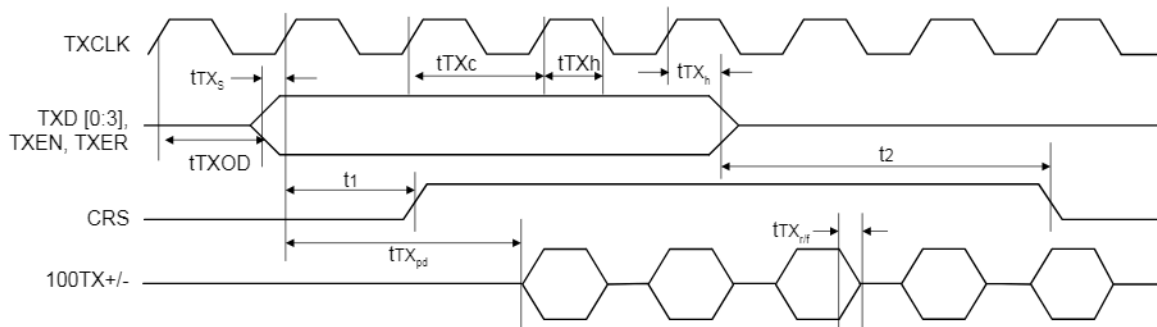 TXCLK
tTXc
tTXh
tTXh
tTXS
TXD [0:3],
TXEN, TXER
tTXOD
t1
t2
CRS
tTXpd
tTXr/f
100TX+/-